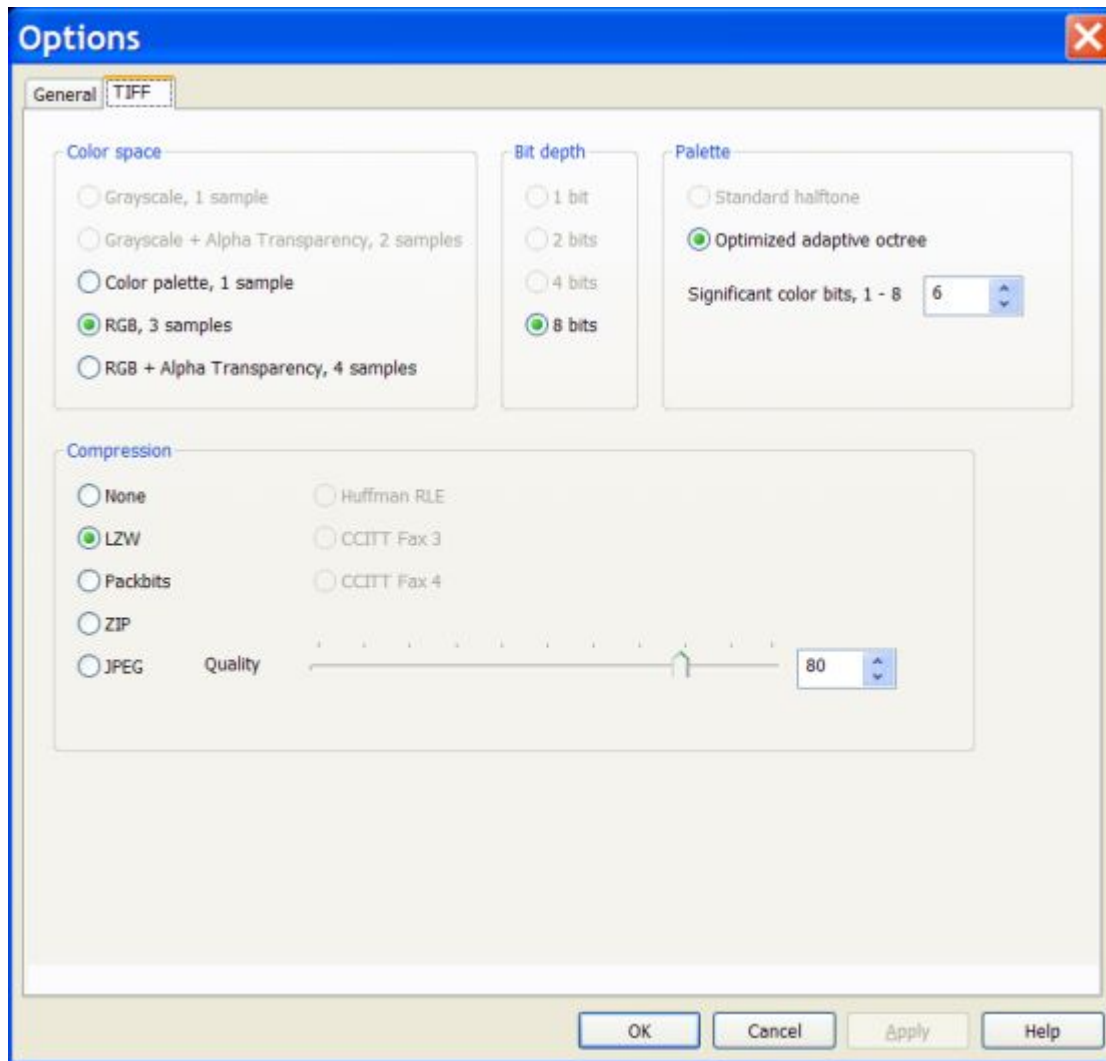 Options
General
TIFF
Color space
Grayscale, 1 sample
Grayscale + Alpha Transparency, 2 samples
Color palette, 1 sample
RGB, 3 samples
RGB + Alpha Transparency, 4 samples
Bit depth
1 bit
2 bits
4 bits
8 bits
Palette
Standard halftone
Optimized adaptive octree
Significant color bits, 1 - 8
6
Compression
None
LZW
Packbits
ZIP
JPEG
Huffman RLE
CCITT Fax 3
CCITT Fax 4
Quality
80
OK
Cancel
Apply
Help